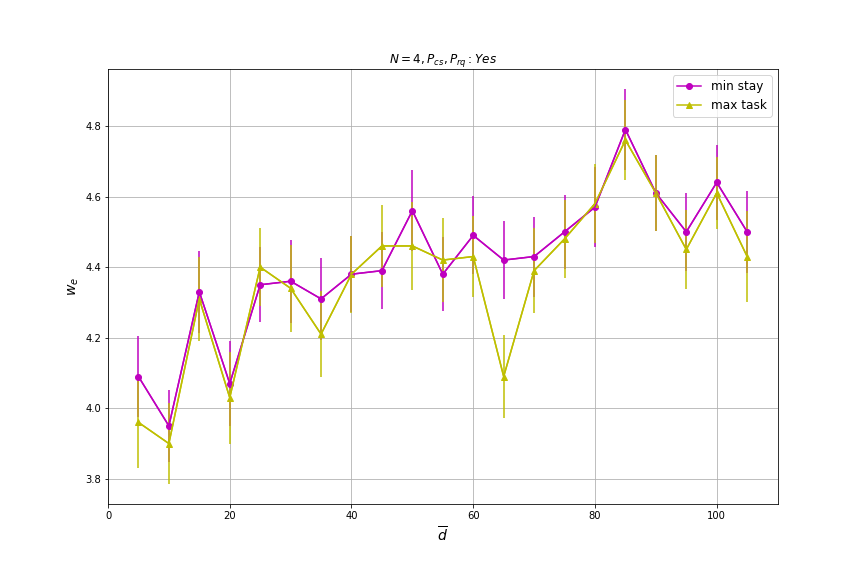 N = 4, P_cs, P_rq : Yes
min stay
max task
4.8
4.6
4.4
4.2
4.0
3.8
w_e
0 20 40 60 80 100
d̅